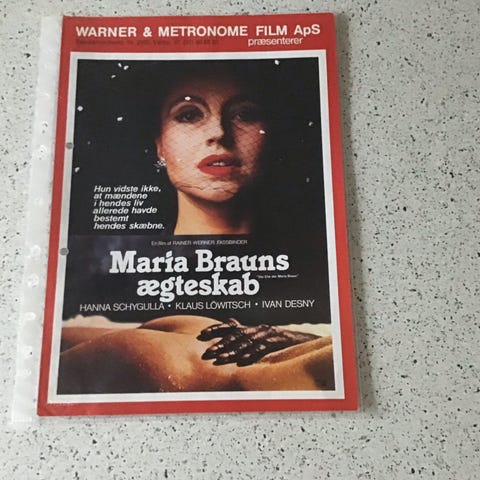 WARNER & METRONOME FILM ApS
præsenterer
Hun vidste ikke,
at mændene
i hendes liv
allerede havde
bestemt
hendes skæbne.
En film af RAINER WERNER FASSBINDER
Maria Brauns
ægteskab
"Die Ehe der Maria Braun"
HANNA SCHYGULLA • KLAUS LÖWITSCH • IVAN DESNY